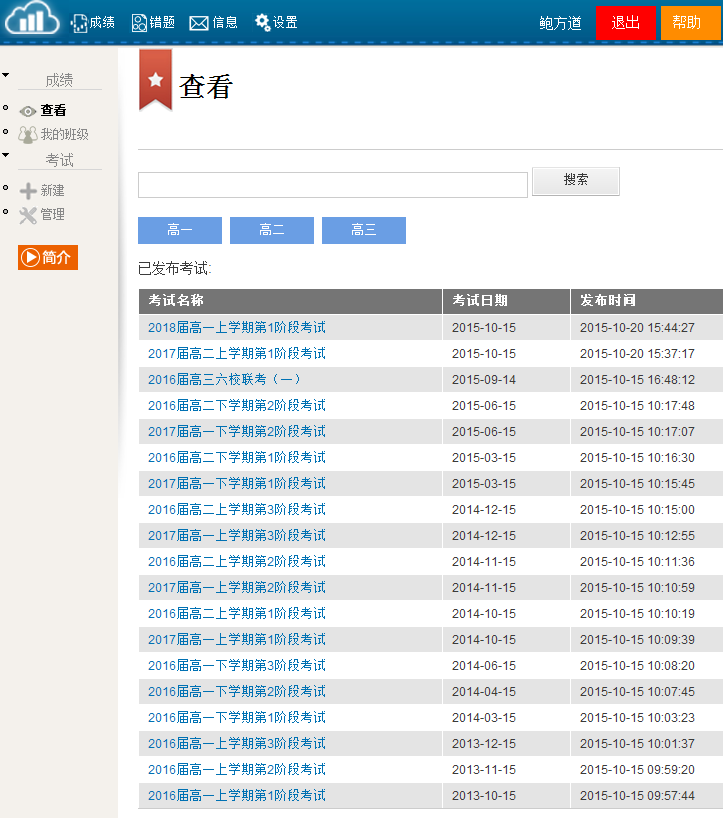 成绩 错题 信息 设置 鲍方道 退出 帮助
成绩
查看
我的班级
考试
新建
管理
简介
查看
搜索
高一 高二 高三
已发布考试:
考试名称 考试日期 发布时间
2018届高一上学期第1阶段考试 2015-10-15 2015-10-20 15:44:27
2017届高二上学期第1阶段考试 2015-10-15 2015-10-20 15:37:17
2016届高三六校联考（一） 2015-09-14 2015-10-15 16:48:12
2016届高二下学期第2阶段考试 2015-06-15 2015-10-15 10:17:48
2017届高一下学期第2阶段考试 2015-06-15 2015-10-15 10:17:07
2016届高二下学期第1阶段考试 2015-03-15 2015-10-15 10:16:30
2017届高一下学期第1阶段考试 2015-03-15 2015-10-15 10:15:45
2016届高二上学期第3阶段考试 2014-12-15 2015-10-15 10:15:00
2017届高一上学期第3阶段考试 2014-12-15 2015-10-15 10:12:55
2016届高二上学期第2阶段考试 2014-11-15 2015-10-15 10:11:36
2017届高一上学期第2阶段考试 2014-11-15 2015-10-15 10:10:59
2016届高二上学期第1阶段考试 2014-10-15 2015-10-15 10:10:19
2017届高一上学期第1阶段考试 2014-10-15 2015-10-15 10:09:39
2016届高一下学期第3阶段考试 2014-06-15 2015-10-15 10:08:20
2016届高一下学期第2阶段考试 2014-04-15 2015-10-15 10:07:45
2016届高一下学期第1阶段考试 2014-03-15 2015-10-15 10:03:23
2016届高一上学期第3阶段考试 2013-12-15 2015-10-15 10:01:37
2016届高一上学期第2阶段考试 2013-11-15 2015-10-15 09:59:20
2016届高一上学期第1阶段考试 2013-10-15 2015-10-15 09:57:44